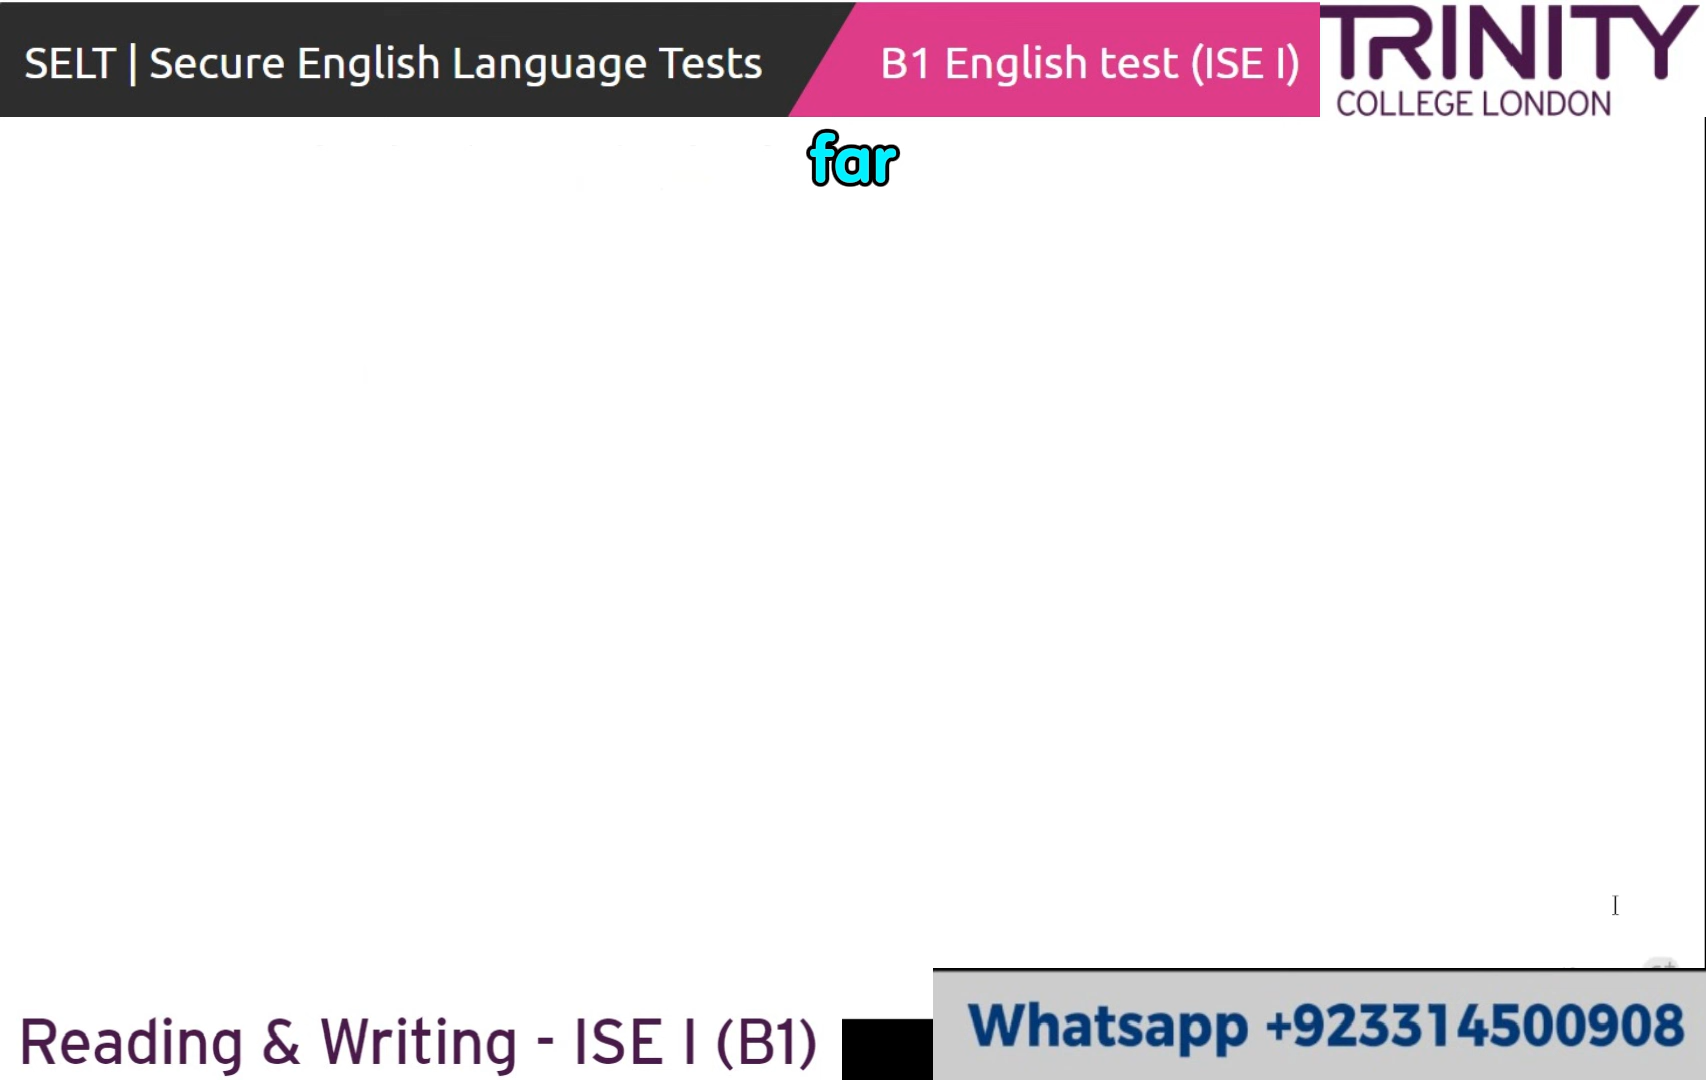 SELT | Secure English Language Tests
B1 English test (ISE I)
TRINITY
COLLEGE LONDON
far
Reading & Writing - ISE I (B1)
Whatsapp +923314500908